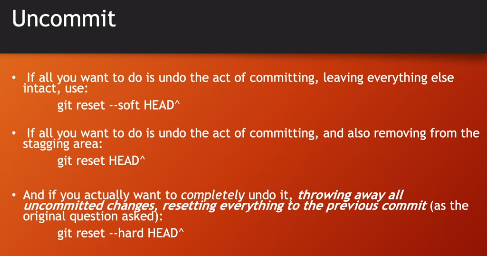 Uncommit
• If all you want to do is undo the act of committing, leaving everything else
intact, use:
git reset --soft HEAD^
• If all you want to do is undo the act of committing, and also removing from the
stagging area:
git reset HEAD^
• And if you actually want to completely undo it, throwing away all
uncommitted changes, resetting everything to the previous commit (as the
original question asked):
git reset --hard HEAD^